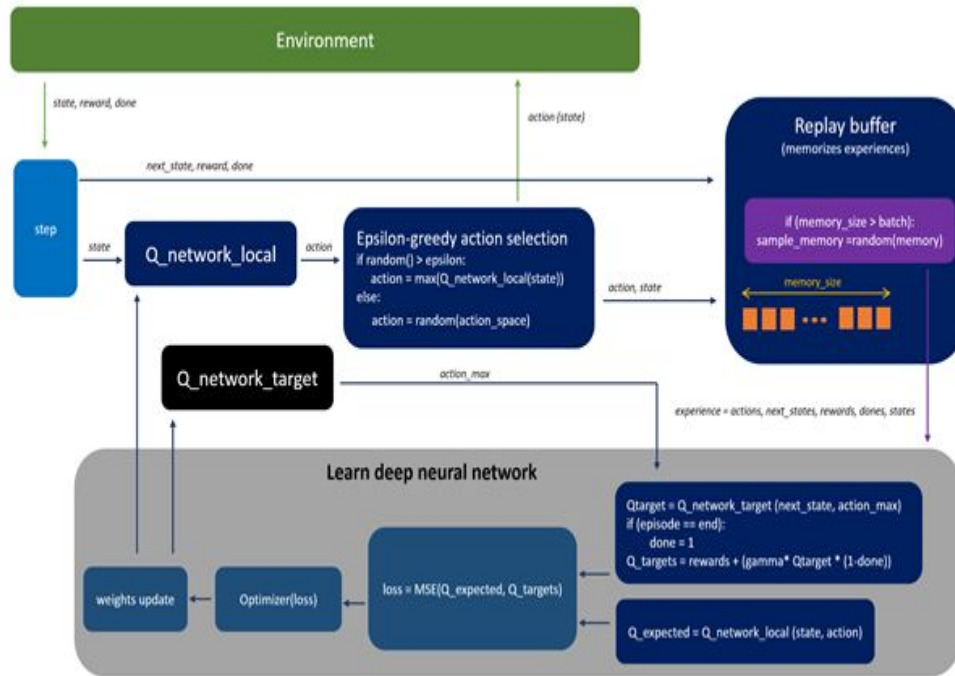 Environment
state, reward, done
action (state)
Replay buffer
(memorizes experiences)
next_state, reward, done
if (memory_size > batch):
sample_memory =random(memory)
step
state
Q_network_local
action
Epsilon-greedy action selection
if random() > epsilon:
action = max(Q_network_local(state))
else:
action = random(action_space)
action, state
memory_size
Q_network_target
action_max
experience = actions, next_states, rewards, dones, states
Learn deep neural network
Qtarget = Q_network_target (next_state, action_max)
if (episode == end):
done = 1
Q_targets = rewards + (gamma* Qtarget * (1-done))
loss = MSE(Q_expected, Q_targets)
Optimizer(loss)
weights update
Q_expected = Q_network_local (state, action)